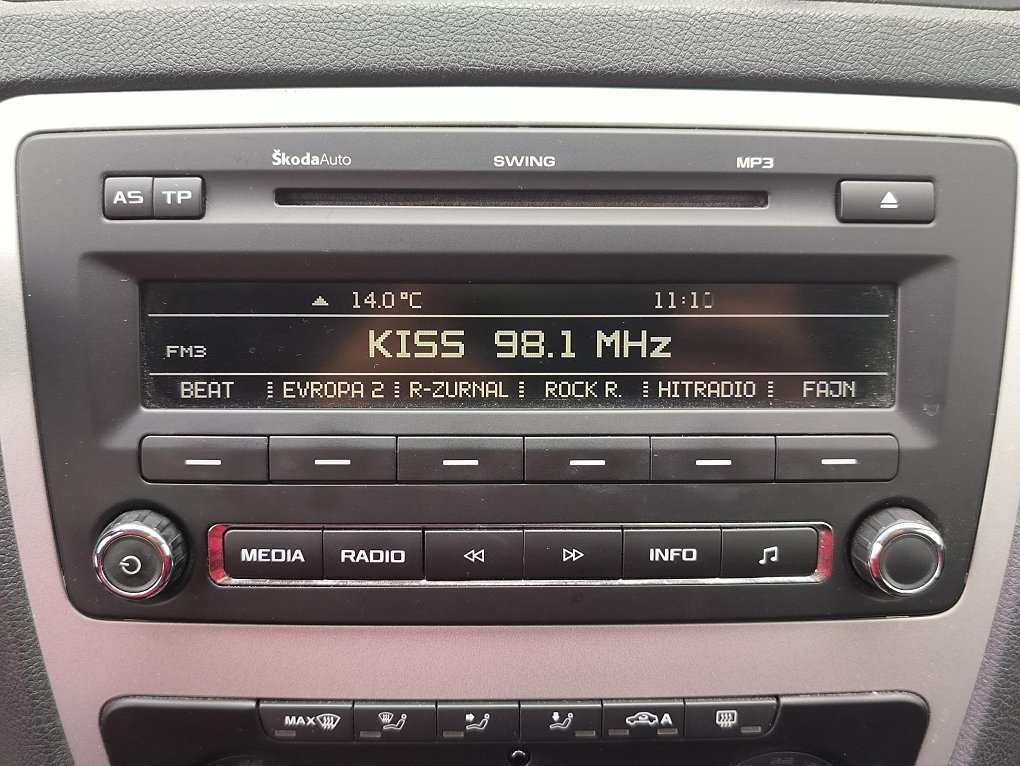 ŠkodaAuto SWING MP3
AS TP
14.0 °C 11:10
FM3 KISS 98.1 MHz
BEAT EVROPA 2 R-ZURNAL ROCK R. HITRADIO FAJN
MEDIA RADIO INFO
MAX A